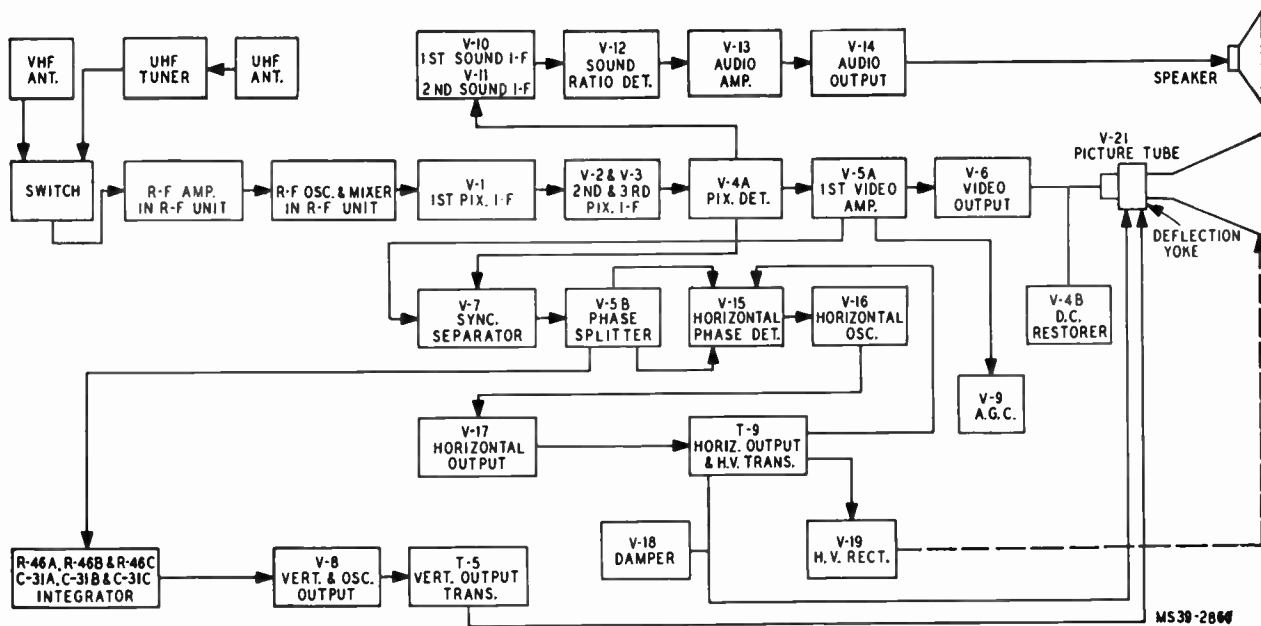 VHF
ANT.
UHF
TUNER
UHF
ANT.
V-10
1ST SOUND I-F
V-11
2ND SOUND I-F
V-12
SOUND
RATIO DET.
V-13
AUDIO
AMP.
V-14
AUDIO
OUTPUT
SPEAKER
SWITCH
R-F AMP.
IN R-F UNIT
R-F OSC. & MIXER
IN R-F UNIT
V-1
1ST PIX. I-F
V-2 & V-3
2ND & 3RD
PIX. I-F
V-4A
PIX. DET.
V-5A
1ST VIDEO
AMP.
V-6
VIDEO
OUTPUT
V-21
PICTURE TUBE
DEFLECTION
YOKE
V-7
SYNC.
SEPARATOR
V-5B
PHASE
SPLITTER
V-15
HORIZONTAL
PHASE DET.
V-16
HORIZONTAL
OSC.
V-4B
D.C.
RESTORER
V-9
A.G.C.
V-17
HORIZONTAL
OUTPUT
T-9
HORIZ. OUTPUT
& H.V. TRANS.
V-18
DAMPER
V-19
H.V. RECT.
R-46A, R-46B & R-46C
C-31A, C-31B & C-31C
INTEGRATOR
V-8
VERT. & OSC.
OUTPUT
T-5
VERT. OUTPUT
TRANS.